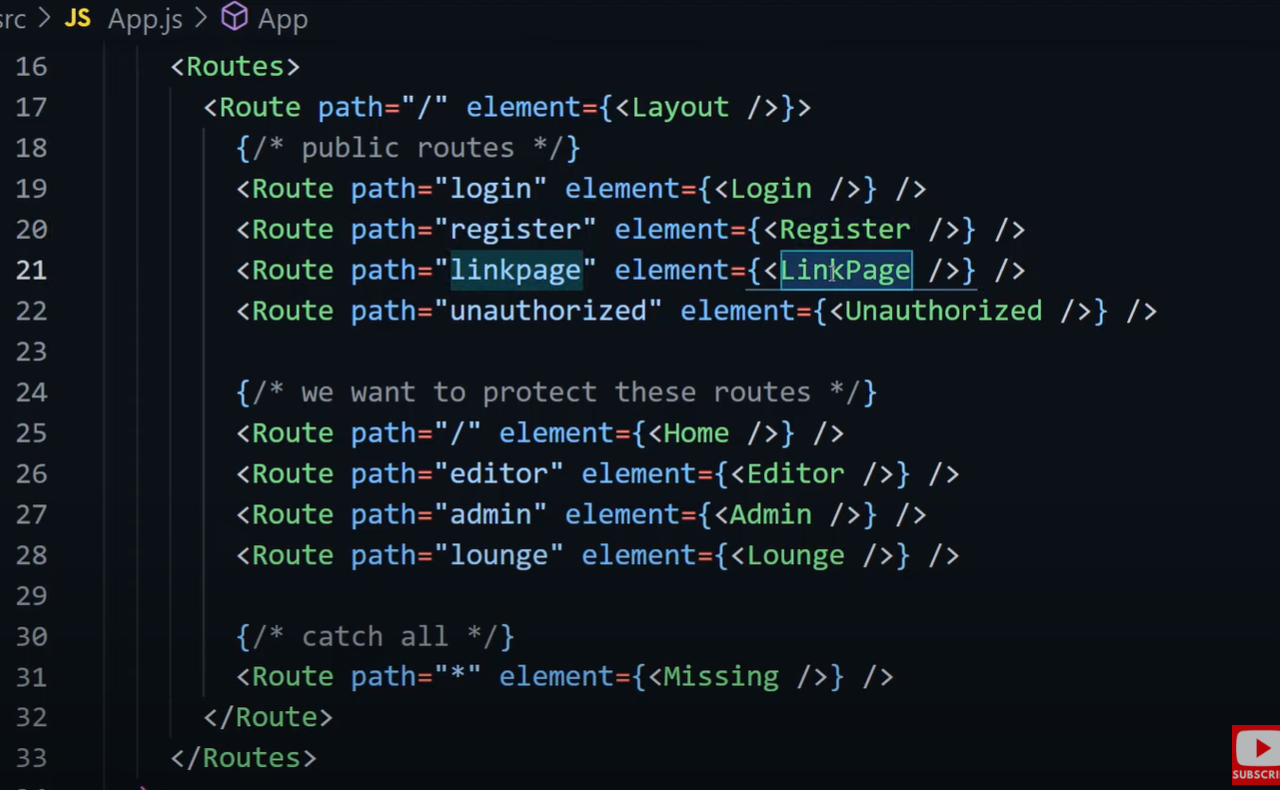 src > JS App.js > App
16 <Routes>
17 <Route path="/" element={<Layout />}>
18 {/* public routes */}
19 <Route path="login" element={<Login />} />
20 <Route path="register" element={<Register />} />
21 <Route path="linkpage" element={<LinkPage />} />
22 <Route path="unauthorized" element={<Unauthorized />} />
23
24 {/* we want to protect these routes */}
25 <Route path="/" element={<Home />} />
26 <Route path="editor" element={<Editor />} />
27 <Route path="admin" element={<Admin />} />
28 <Route path="lounge" element={<Lounge />} />
29
30 {/* catch all */}
31 <Route path="*" element={<Missing />} />
32 </Route>
33 </Routes>
SUBSCRI